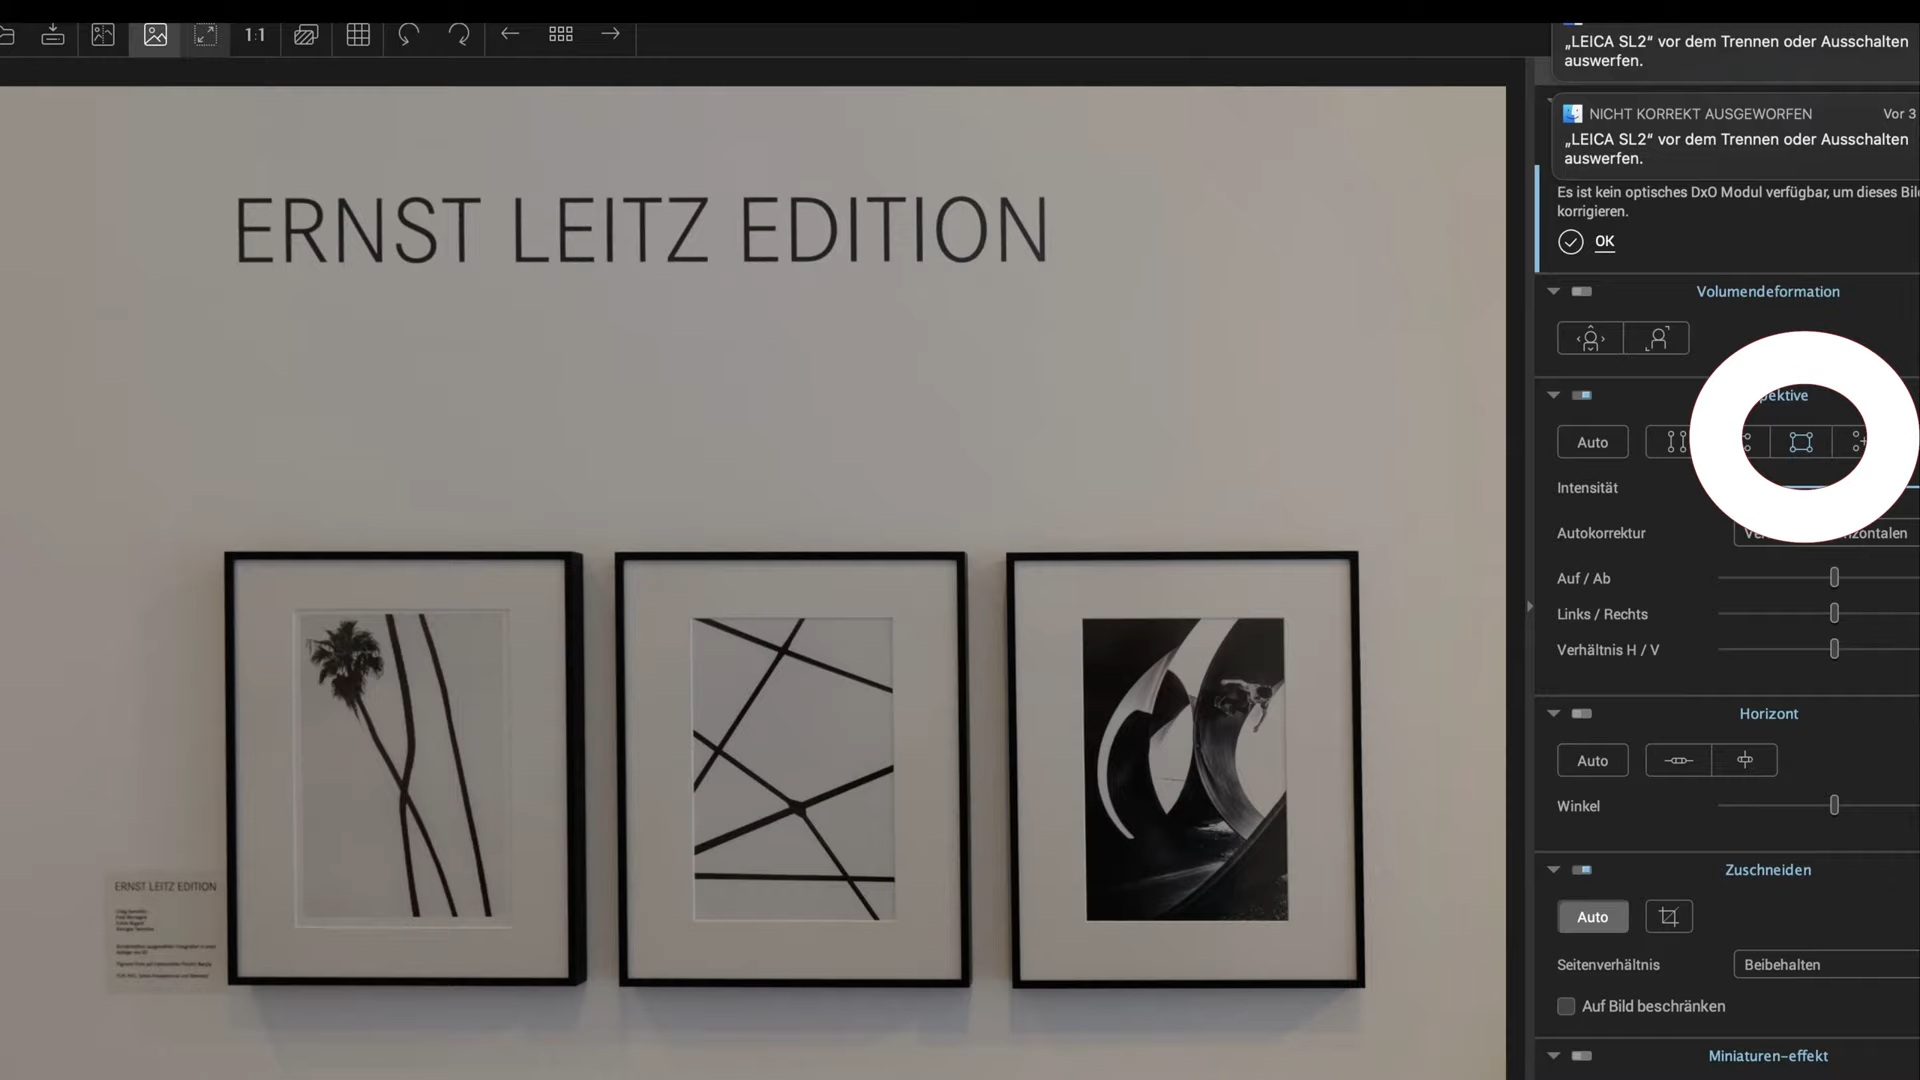 1:1
„LEICA SL2“ vor dem Trennen oder Ausschalten
auswerfen.
NICHT KORREKT AUSGEWORFEN
Vor 3
„LEICA SL2“ vor dem Trennen oder Ausschalten
auswerfen.
Es ist kein optisches DxO Modul verfügbar, um dieses Bil
korrigieren.
OK
ERNST LEITZ EDITION
Volumendeformation
pektive
Auto
Intensität
Autokorrektur
Auf / Ab
Links / Rechts
Verhältnis H / V
Horizont
Auto
Winkel
Zuschneiden
Auto
Seitenverhältnis
Beibehalten
Auf Bild beschränken
Miniaturen-effekt
ERNST LEITZ EDITION